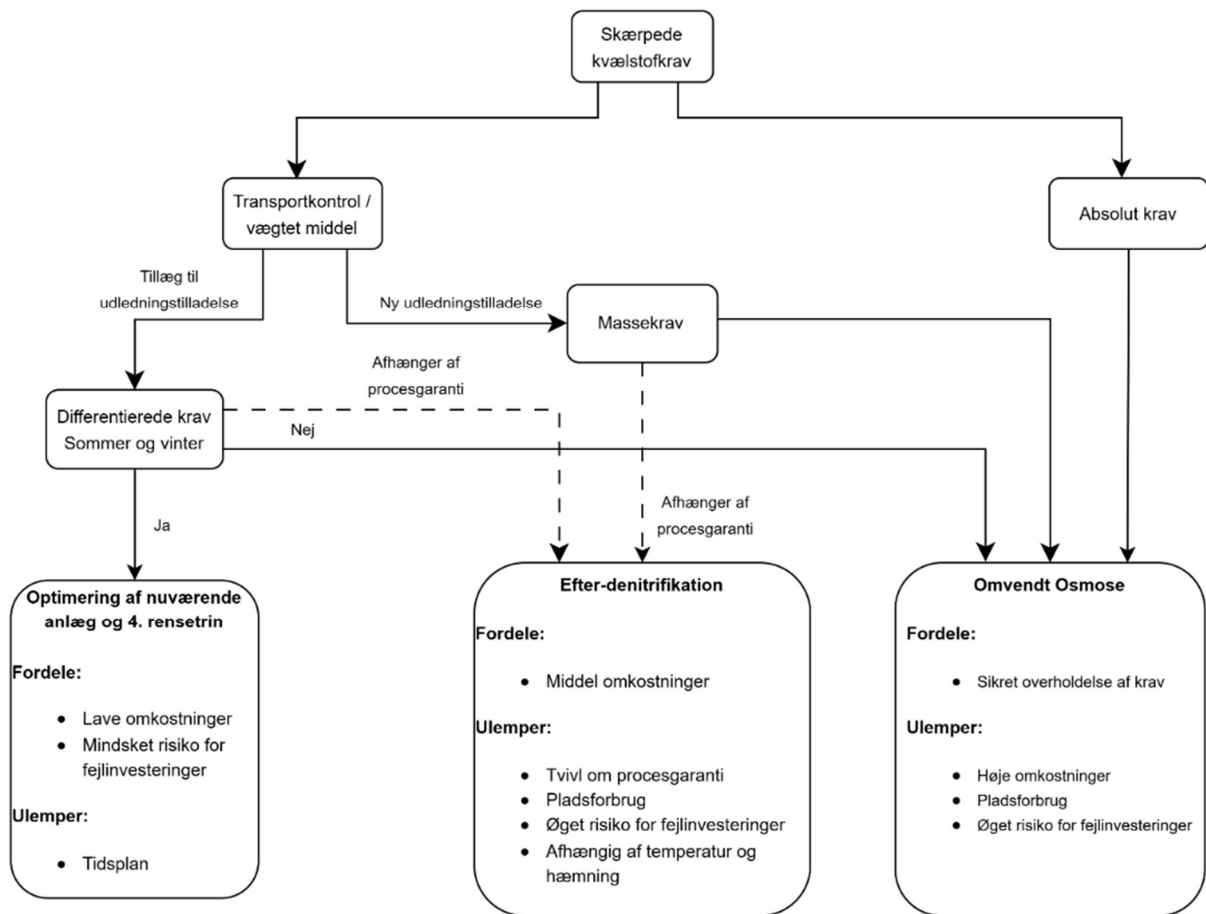 Skærpede
kvælstofkrav
Transportkontrol /
vægtet middel
Absolut krav
Tillæg til
udledningstilladelse
Ny udledningstilladelse
Massekrav
Afhænger af
procesgaranti
Differentierede krav
Sommer og vinter
Nej
Afhænger af
procesgaranti
Ja
Optimering af nuværende
anlæg og 4. rensetrin
Fordele:
• Lave omkostninger
• Mindsket risiko for
fejlinvesteringer
Ulemper:
• Tidsplan
Efter-denitrifikation
Fordele:
• Middel omkostninger
Ulemper:
• Tvivl om procesgaranti
• Pladsforbrug
• Øget risiko for fejlinvesteringer
• Afhængig af temperatur og
hæmning
Omvendt Osmose
Fordele:
• Sikret overholdelse af krav
Ulemper:
• Høje omkostninger
• Pladsforbrug
• Øget risiko for fejlinvesteringer